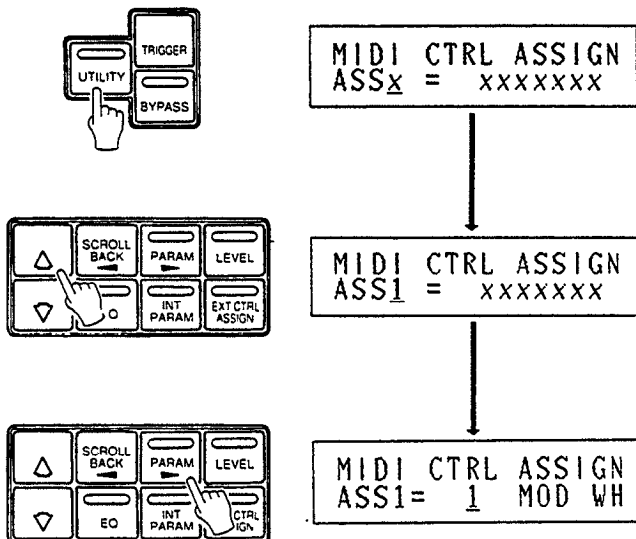 TRIGGER
UTILITY
BYPASS
MIDI CTRL ASSIGN
ASSx = xxxxxxx
SCROLL BACK
PARAM
LEVEL
INT PARAM
EXT CTRL ASSIGN
MIDI CTRL ASSIGN
ASS1 = xxxxxxx
SCROLL BACK
PARAM
LEVEL
EQ
INT PARAM
MIDI CTRL ASSIGN
ASS1= 1 MOD WH